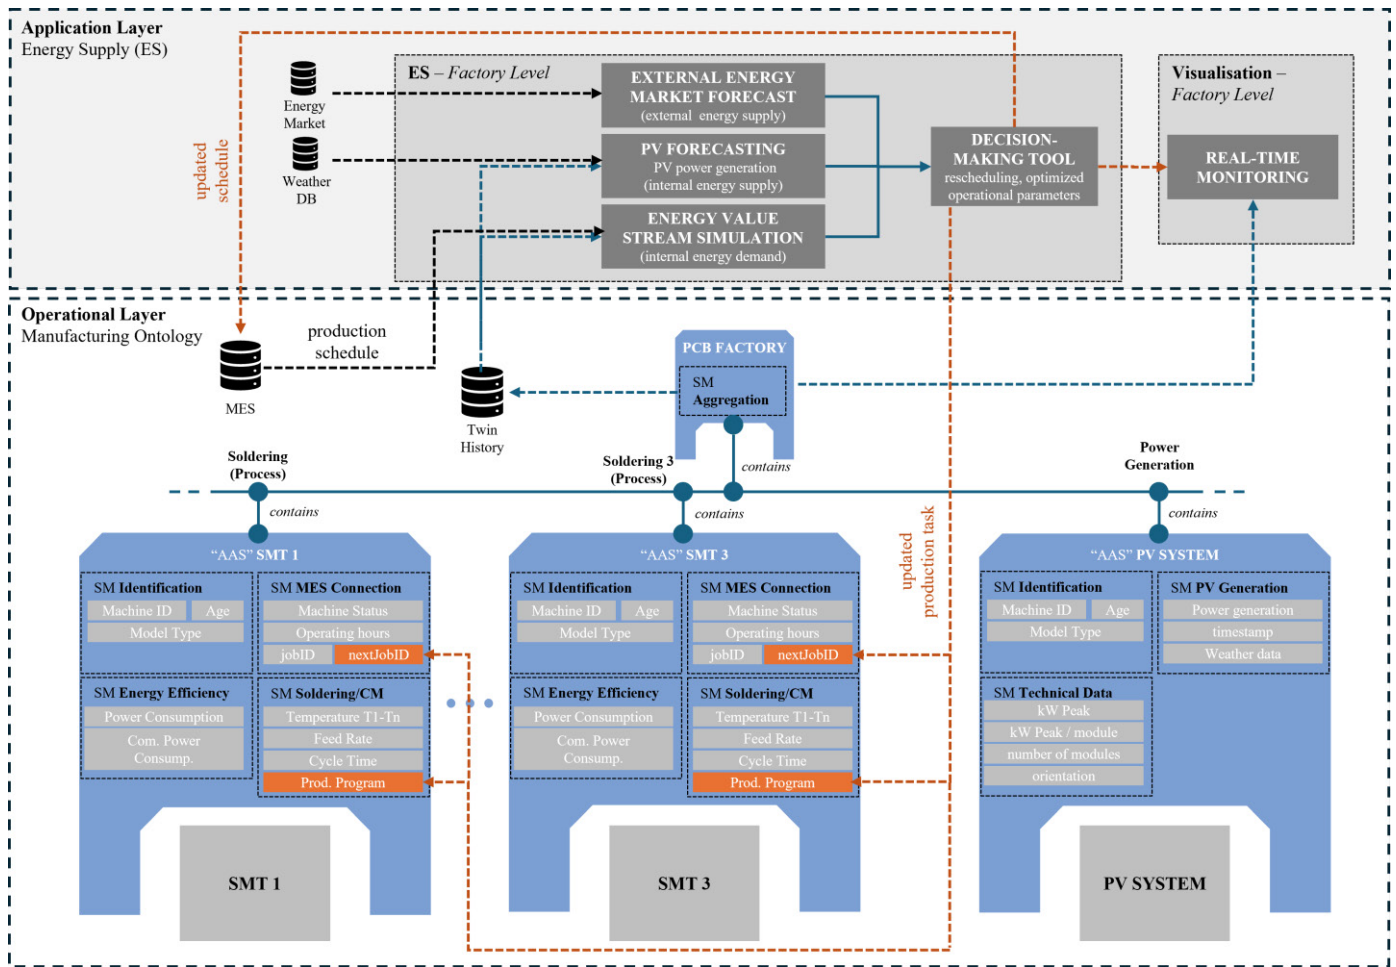 Application Layer
Energy Supply (ES)
updated
schedule
Energy
Market
Weather
DB
ES – Factory Level
EXTERNAL ENERGY
MARKET FORECAST
(external energy supply)
PV FORECASTING
PV power generation
(internal energy supply)
ENERGY VALUE
STREAM SIMULATION
(internal energy demand)
DECISION-
MAKING TOOL
rescheduling, optimized
operational parameters
Visualisation –
Factory Level
REAL-TIME
MONITORING
Operational Layer
Manufacturing Ontology
MES
production
schedule
Twin
History
PCB FACTORY
SM
Aggregation
contains
Soldering
(Process)
contains
Soldering 3
(Process)
contains
Power
Generation
contains
updated
production task
"AAS" SMT 1
SM Identification
Machine ID
Age
Model Type
SM MES Connection
Machine Status
Operating hours
jobID
nextJobID
SM Energy Efficiency
Power Consumption
Com. Power
Consump.
SM Soldering/CM
Temperature T1-Tn
Feed Rate
Cycle Time
Prod. Program
SMT 1
"AAS" SMT 3
SM Identification
Machine ID
Age
Model Type
SM MES Connection
Machine Status
Operating hours
jobID
nextJobID
SM Energy Efficiency
Power Consumption
Com. Power
Consump.
SM Soldering/CM
Temperature T1-Tn
Feed Rate
Cycle Time
Prod. Program
SMT 3
"AAS" PV SYSTEM
SM Identification
Machine ID
Age
Model Type
SM PV Generation
Power generation
timestamp
Weather data
SM Technical Data
kW Peak
kW Peak / module
number of modules
orientation
PV SYSTEM